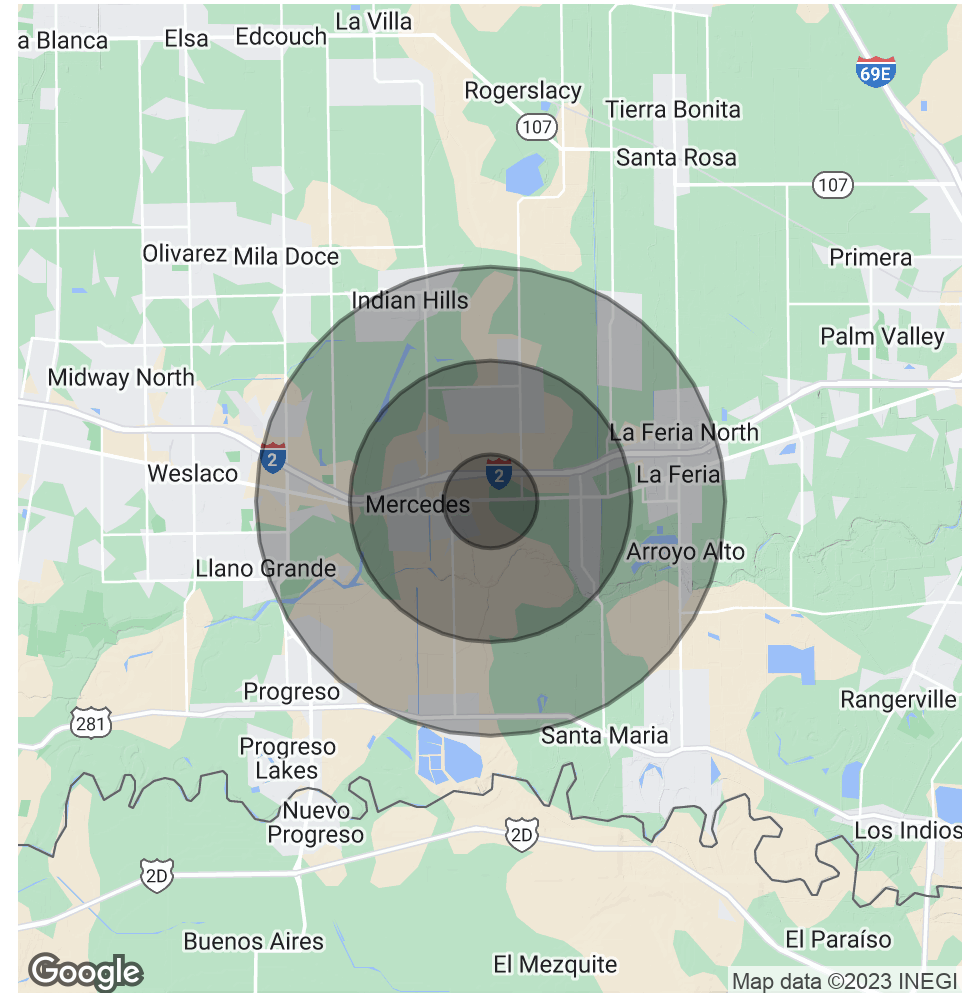 La Villa
a Blanca
Elsa
Edcouch
69E
Rogerslacy
Tierra Bonita
107
Santa Rosa
107
Olivarez
Mila Doce
Primera
Indian Hills
Palm Valley
Midway North
La Feria North
2
Weslaco
2
La Feria
Mercedes
Arroyo Alto
Llano Grande
Progreso
Rangerville
281
Santa Maria
Progreso
Lakes
Nuevo
Progreso
2D
Los Indios
2D
Buenos Aires
El Paraíso
El Mezquite
Google
Map data ©2023 INEGI